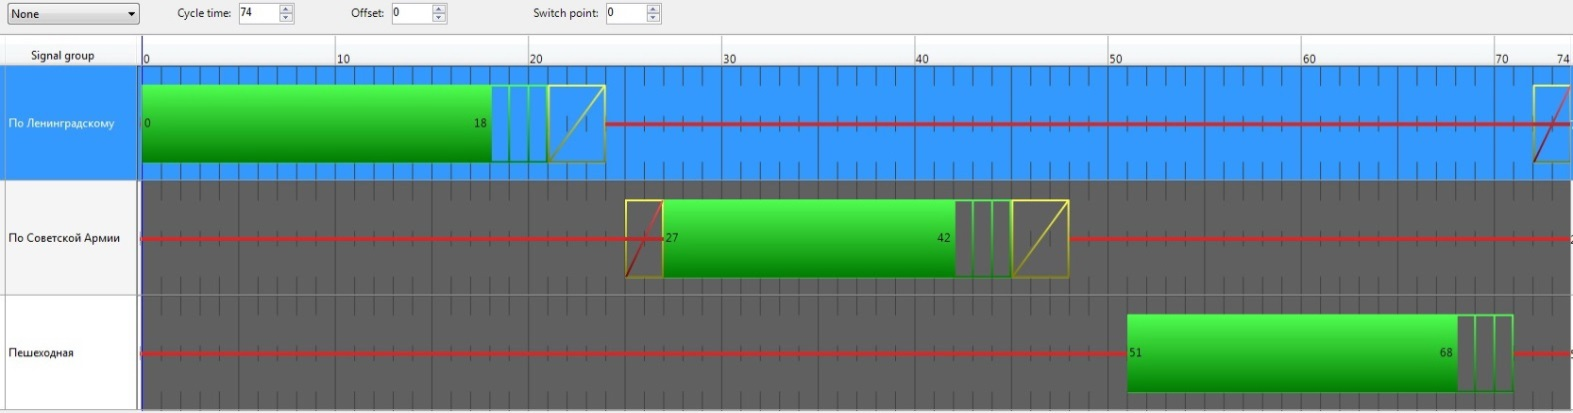 None Cycle time: 74 Offset: 0 Switch point: 0
Signal group 0 10 20 30 40 50 60 70 74
По Ленинградскому 0 18
По Советской Армии 27 42
Пешеходная 51 68